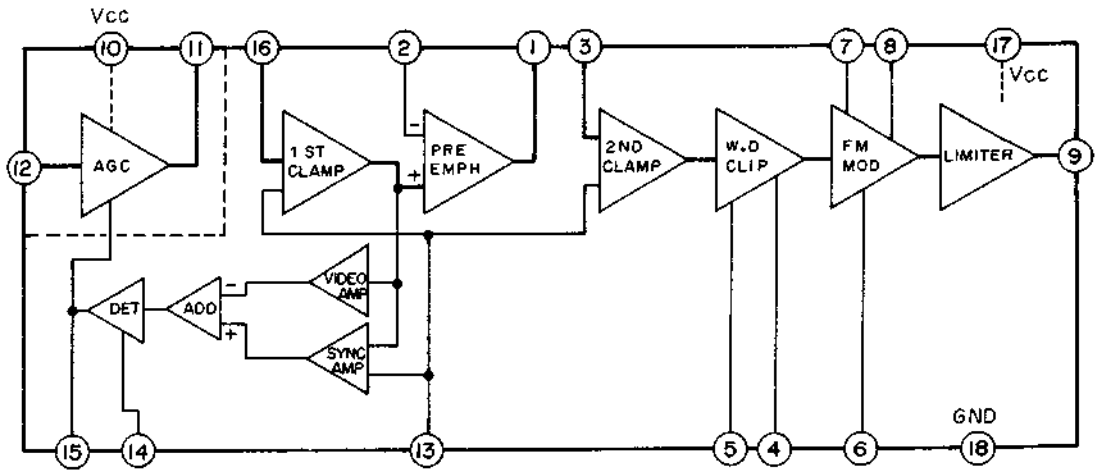 Vcc
10
11
16
2
1
3
7
8
17
Vcc
12
AGC
1 ST
CLAMP
-
+
PRE
EMPH
2ND
CLAMP
W.D
CLIP
FM
MOD
LIMITER
9
DET
ADD
-
+
VIDEO
AMP
SYNC
AMP
15
14
13
5
4
6
GND
18